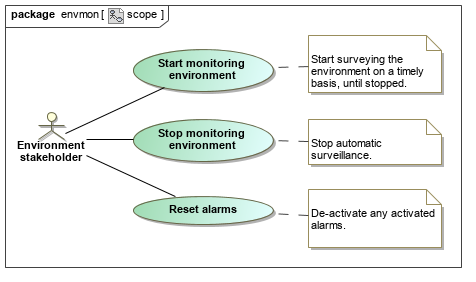 package envmon [ scope ]
Start monitoring
environment
Start surveying the
environment on a timely
basis, until stopped.
Environment
stakeholder
Stop monitoring
environment
Stop automatic
surveillance.
Reset alarms
De-activate any activated
alarms.